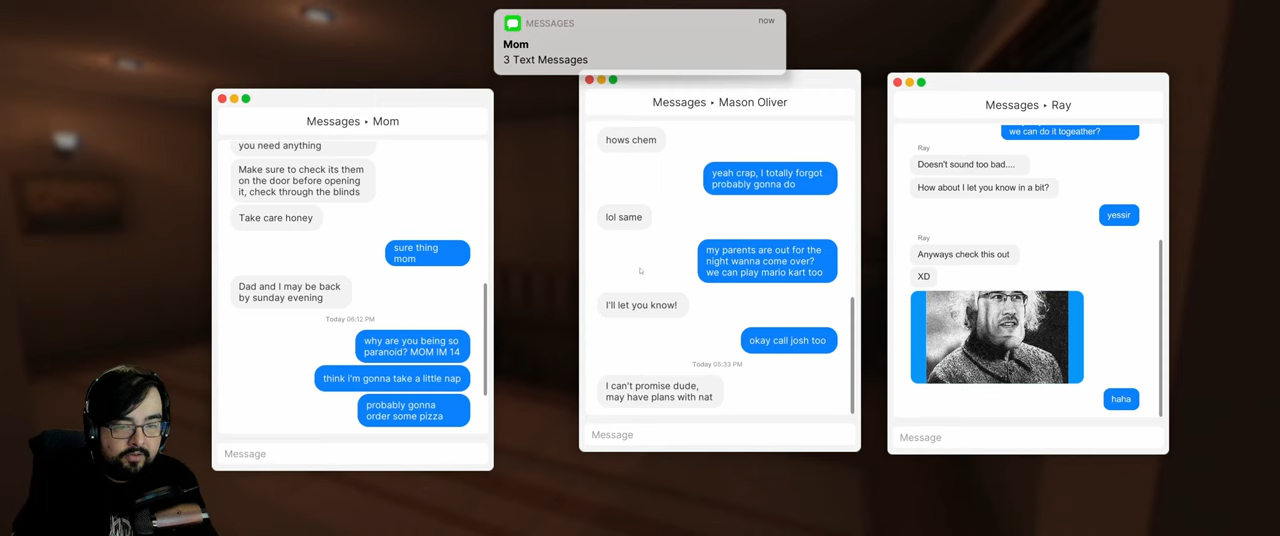 MESSAGES
now
Mom
3 Text Messages
Messages ▸ Mom
you need anything
Make sure to check its them
on the door before opening
it, check through the blinds
Take care honey
sure thing
mom
Dad and I may be back
by sunday evening
Today 06:12 PM
why are you being so
paranoid? MOM IM 14
think i'm gonna take a little nap
probably gonna
order some pizza
Message
Messages ▸ Mason Oliver
hows chem
yeah crap, I totally forgot
probably gonna do
lol same
my parents are out for the
night wanna come over?
we can play mario kart too
I'll let you know!
okay call josh too
Today 05:33 PM
I can't promise dude,
may have plans with nat
Message
Messages ▸ Ray
we can do it togeather?
Ray
Doesn't sound too bad....
How about I let you know in a bit?
yessir
Ray
Anyways check this out
XD
haha
Message